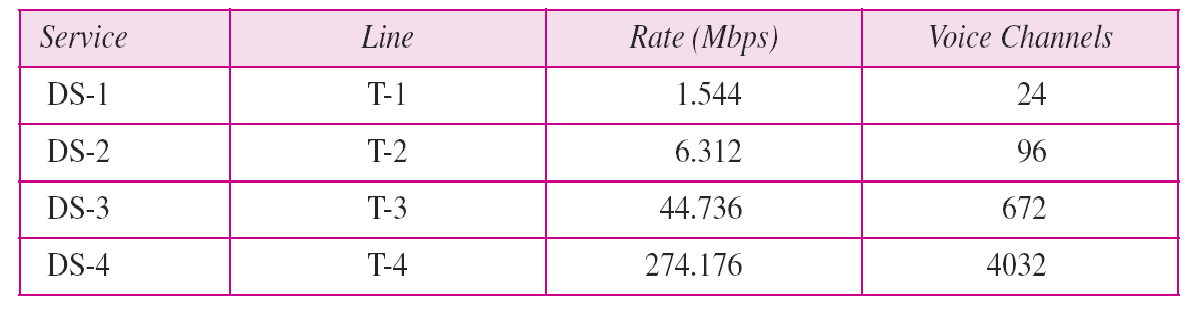 Service Line Rate (Mbps) Voice Channels
DS-1 T-1 1.544 24
DS-2 T-2 6.312 96
DS-3 T-3 44.736 672
DS-4 T-4 274.176 4032